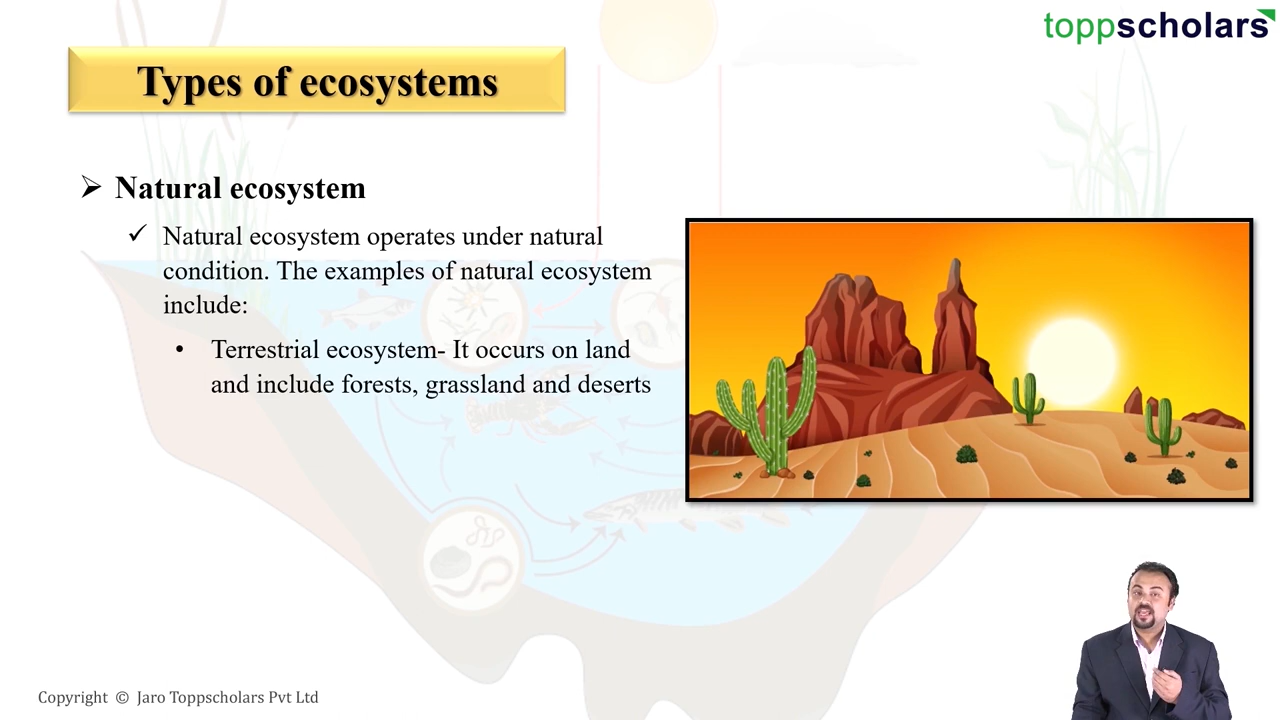 toppscholars
Types of ecosystems
Natural ecosystem
Natural ecosystem operates under natural
condition. The examples of natural ecosystem
include:
Terrestrial ecosystem- It occurs on land
and include forests, grassland and deserts
Copyright © Jaro Toppscholars Pvt Ltd